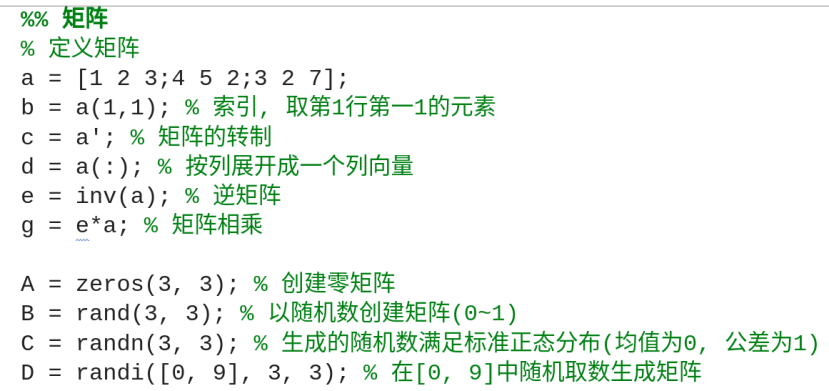 %% 矩阵
% 定义矩阵
a = [1 2 3;4 5 2;3 2 7];
b = a(1,1); % 索引, 取第1行第一1的元素
c = a'; % 矩阵的转制
d = a(:); % 按列展开成一个列向量
e = inv(a); % 逆矩阵
g = e*a; % 矩阵相乘
A = zeros(3, 3); % 创建零矩阵
B = rand(3, 3); % 以随机数创建矩阵(0~1)
C = randn(3, 3); % 生成的随机数满足标准正态分布(均值为0, 公差为1)
D = randi([0, 9], 3, 3); % 在[0, 9]中随机取数生成矩阵